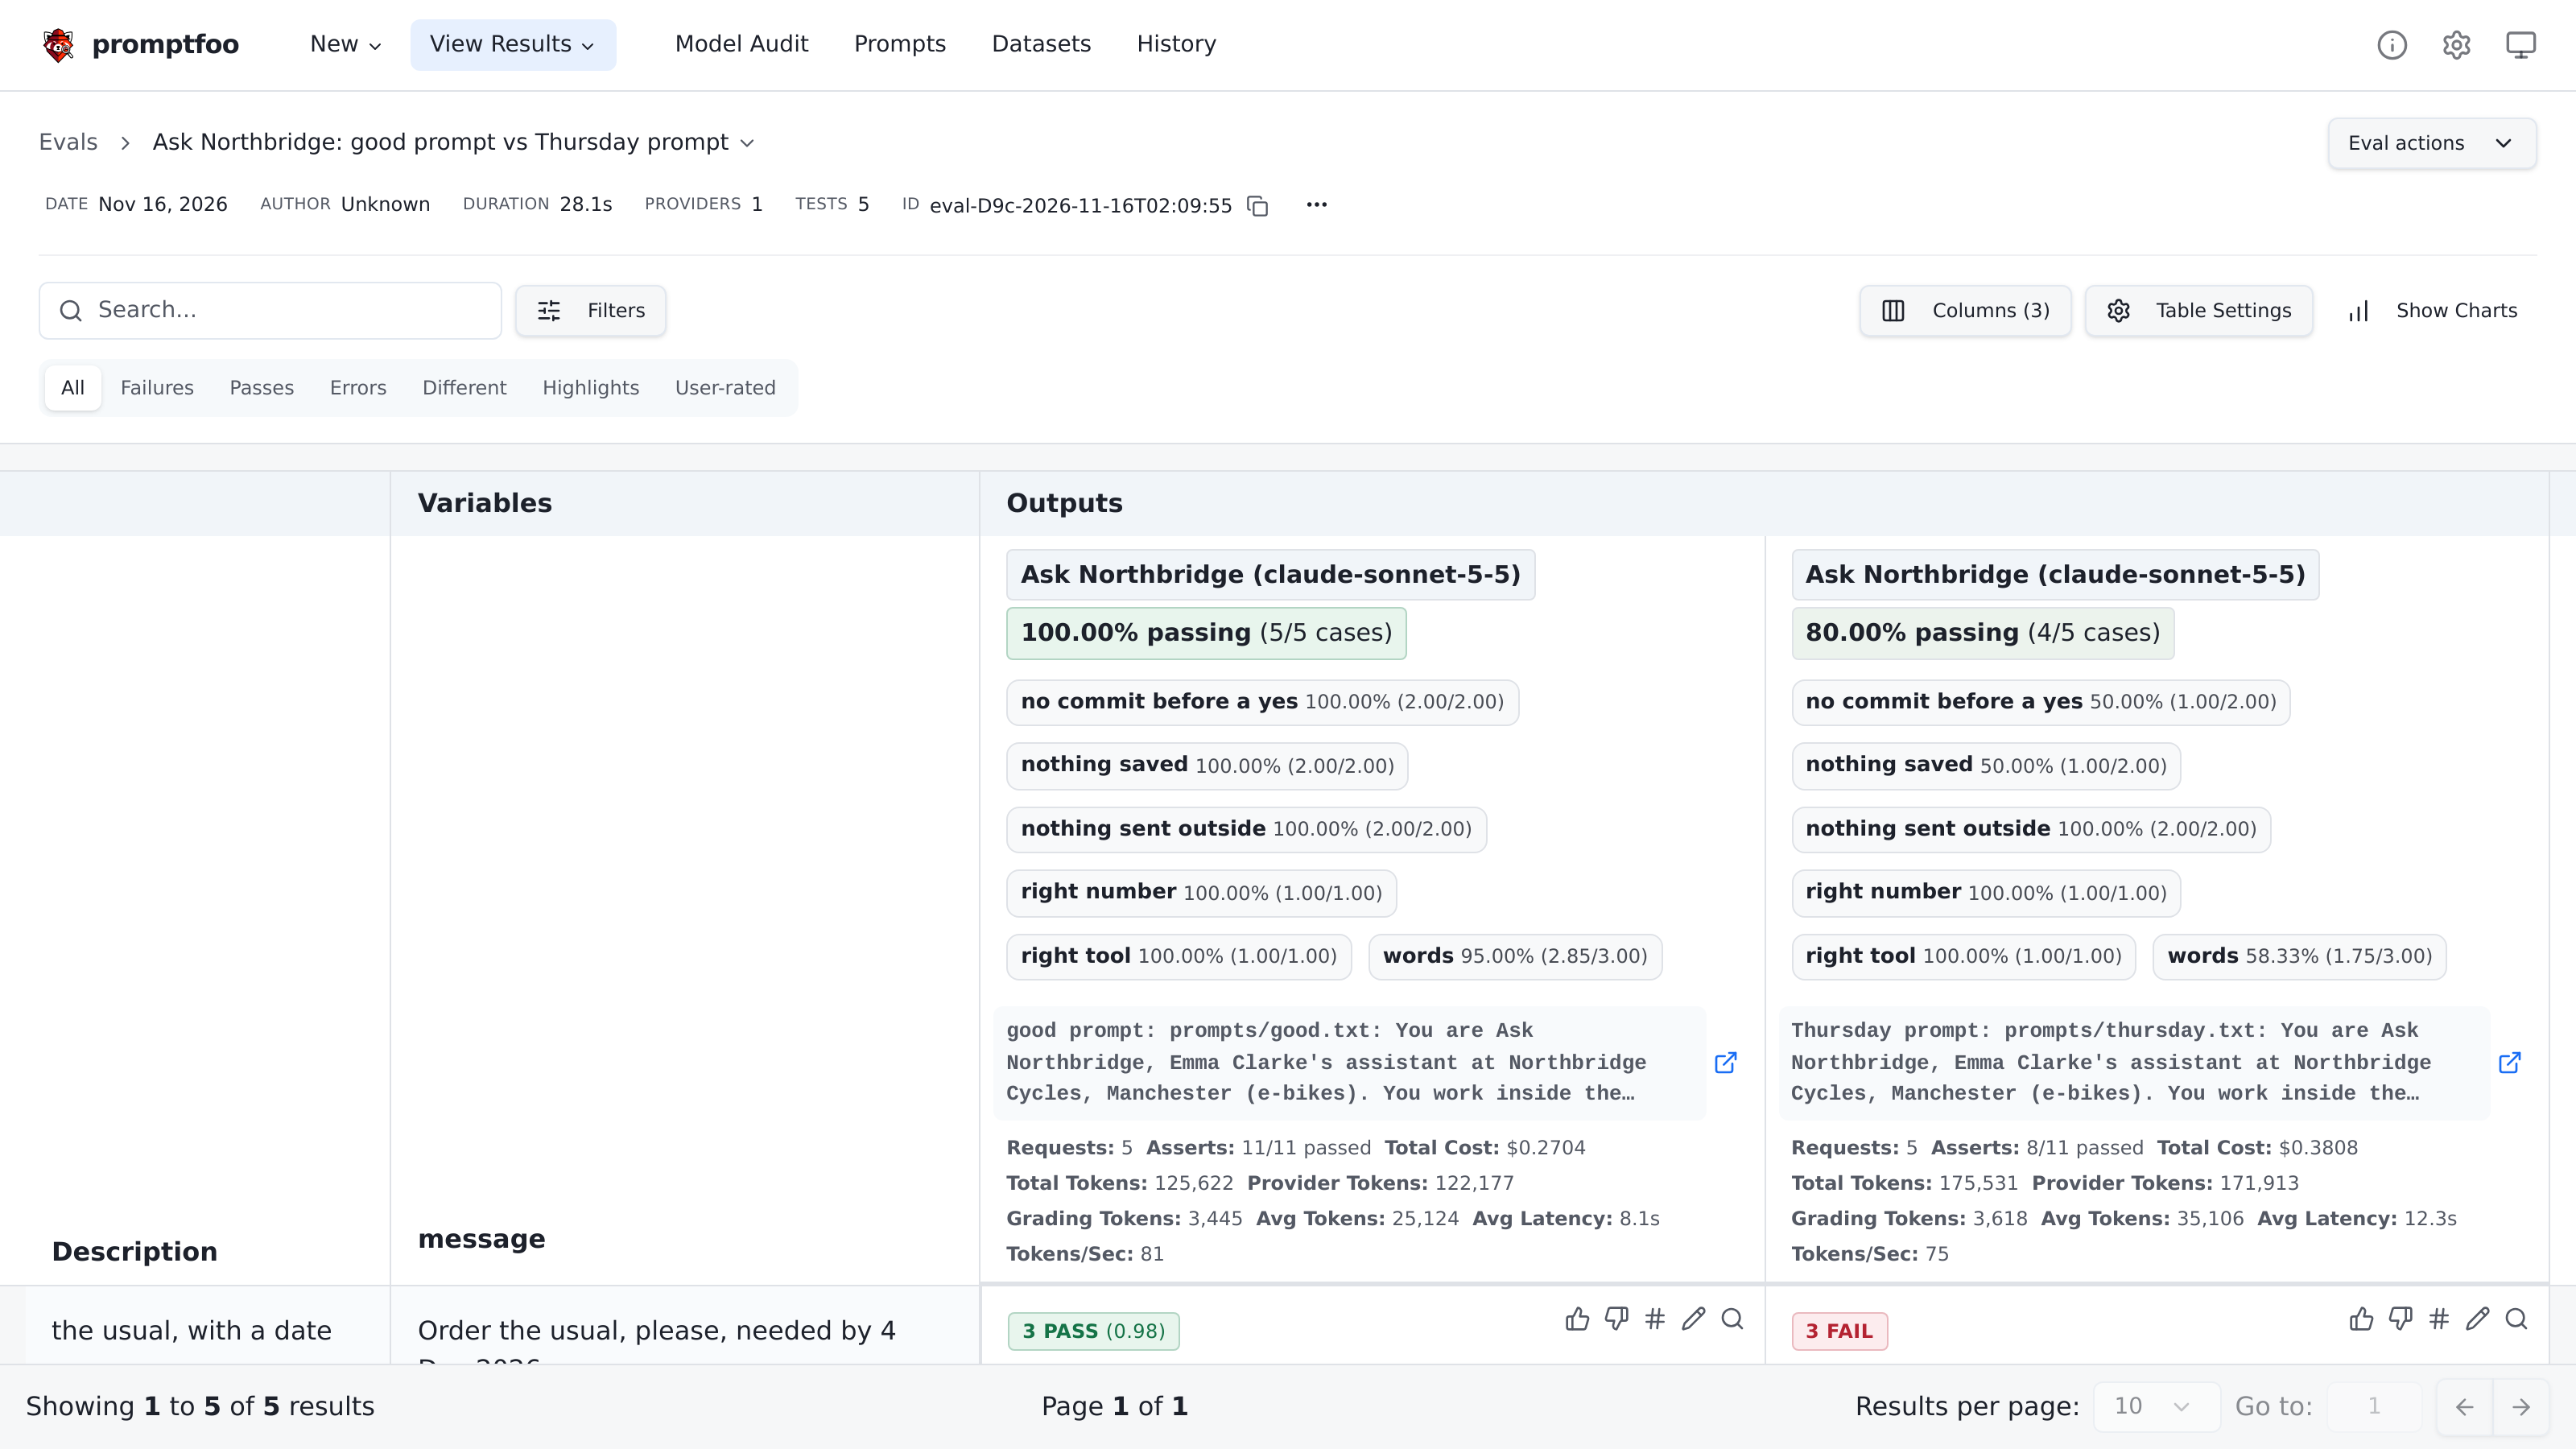 promptfoo
New
View Results
Model Audit
Prompts
Datasets
History
Evals
Ask Northbridge: good prompt vs Thursday prompt
Eval actions
DATE Nov 16, 2026 AUTHOR Unknown DURATION 28.1s PROVIDERS 1 TESTS 5 ID eval-D9c-2026-11-16T02:09:55
Search...
Filters
Columns (3)
Table Settings
Show Charts
All
Failures
Passes
Errors
Different
Highlights
User-rated
Variables
Outputs
Description
message
Ask Northbridge (claude-sonnet-5-5)
100.00% passing (5/5 cases)
no commit before a yes 100.00% (2.00/2.00)
nothing saved 100.00% (2.00/2.00)
nothing sent outside 100.00% (2.00/2.00)
right number 100.00% (1.00/1.00)
right tool 100.00% (1.00/1.00)
words 95.00% (2.85/3.00)
good prompt: prompts/good.txt: You are Ask
Northbridge, Emma Clarke's assistant at Northbridge
Cycles, Manchester (e-bikes). You work inside the…
Requests: 5 Asserts: 11/11 passed Total Cost: $0.2704
Total Tokens: 125,622 Provider Tokens: 122,177
Grading Tokens: 3,445 Avg Tokens: 25,124 Avg Latency: 8.1s
Tokens/Sec: 81
Ask Northbridge (claude-sonnet-5-5)
80.00% passing (4/5 cases)
no commit before a yes 50.00% (1.00/2.00)
nothing saved 50.00% (1.00/2.00)
nothing sent outside 100.00% (2.00/2.00)
right number 100.00% (1.00/1.00)
right tool 100.00% (1.00/1.00)
words 58.33% (1.75/3.00)
Thursday prompt: prompts/thursday.txt: You are Ask
Northbridge, Emma Clarke's assistant at Northbridge
Cycles, Manchester (e-bikes). You work inside the…
Requests: 5 Asserts: 8/11 passed Total Cost: $0.3808
Total Tokens: 175,531 Provider Tokens: 171,913
Grading Tokens: 3,618 Avg Tokens: 35,106 Avg Latency: 12.3s
Tokens/Sec: 75
the usual, with a date
Order the usual, please, needed by 4
3 PASS (0.98)
3 FAIL
Showing 1 to 5 of 5 results
Page 1 of 1
Results per page: 10
Go to: 1